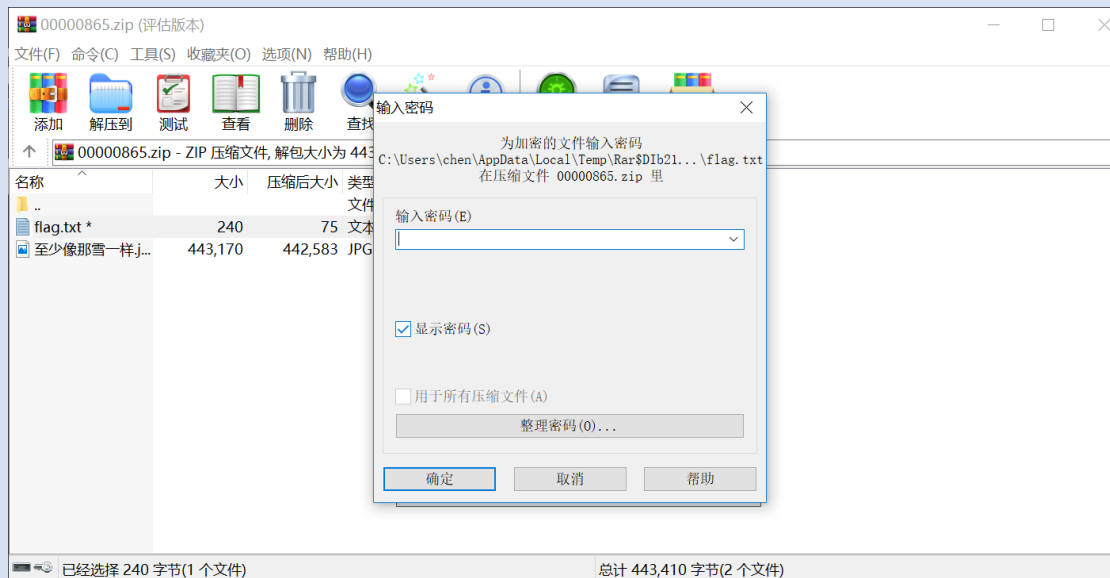 00000865.zip (评估版本)
文件(F) 命令(C) 工具(S) 收藏夹(O) 选项(N) 帮助(H)
添加 解压到 测试 查看 删除 查找
00000865.zip - ZIP 压缩文件, 解包大小为 443
名称 大小 压缩后大小 类型
.. 文件
flag.txt * 240 75 文本
至少像那雪一样.j... 443,170 442,583 JPG
输入密码
为加密的文件输入密码
C:\Users\chen\AppData\Local\Temp\Rar$DIb21...\flag.txt
在压缩文件 00000865.zip 里
输入密码(E)
显示密码(S)
用于所有压缩文件(A)
整理密码(O)...
确定 取消 帮助
已经选择 240 字节(1 个文件) 总计 443,410 字节(2 个文件)